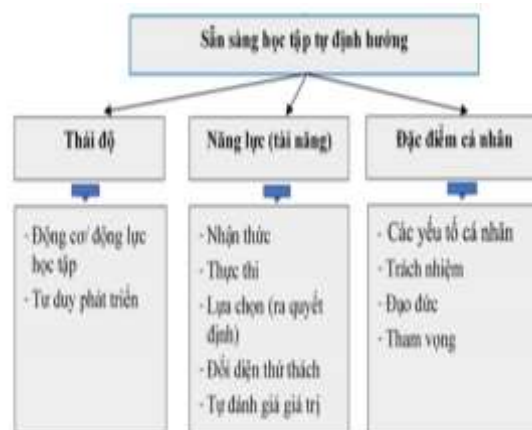 Sẵn sàng học tập tự định hướng
Thái độ
Năng lực (tài năng)
Đặc điểm cá nhân
- Động cơ/ động lực
học tập
- Tư duy phát triển
- Nhận thức
- Thực thi
- Lựa chọn (ra quyết
định)
- Đối diện thử thách
- Tự đánh giá giá trị
- Các yếu tố cá nhân
- Trách nhiệm
- Đạo đức
- Tham vọng